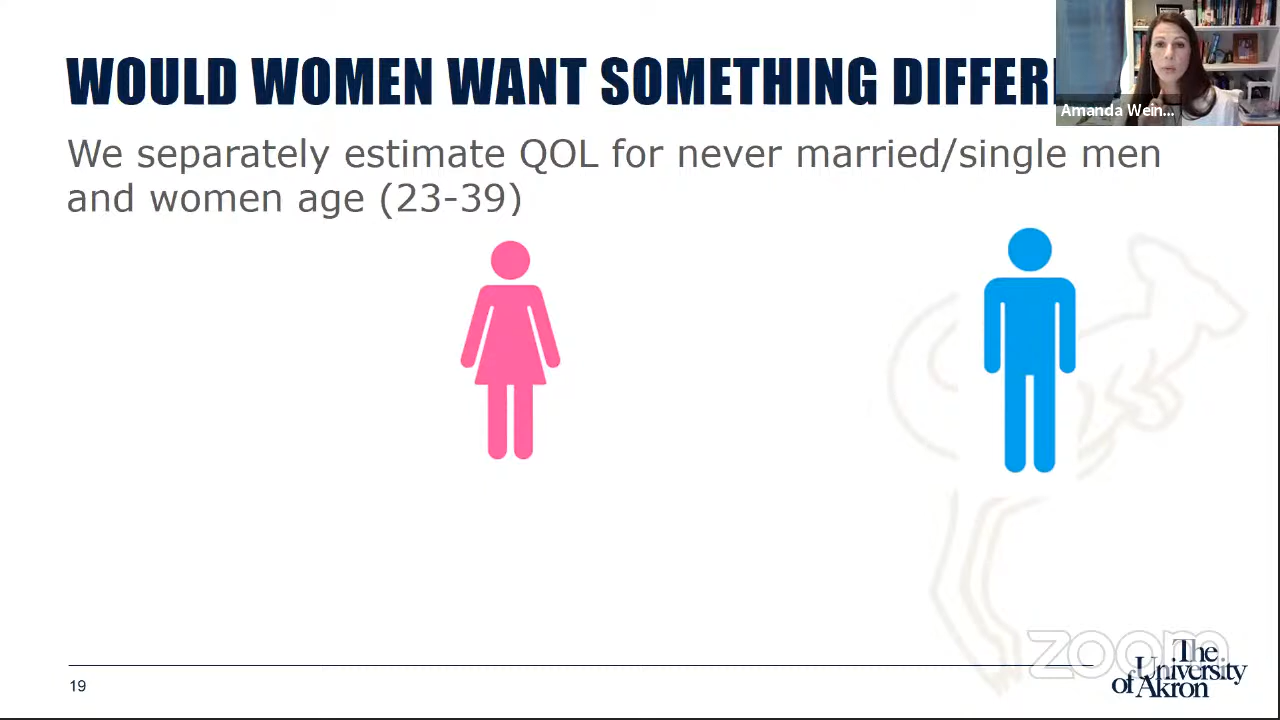 WOULD WOMEN WANT SOMETHING DIFFER
Amanda Wein...
We separately estimate QOL for never married/single men
and women age (23-39)
zoom
The
University
of Akron
19